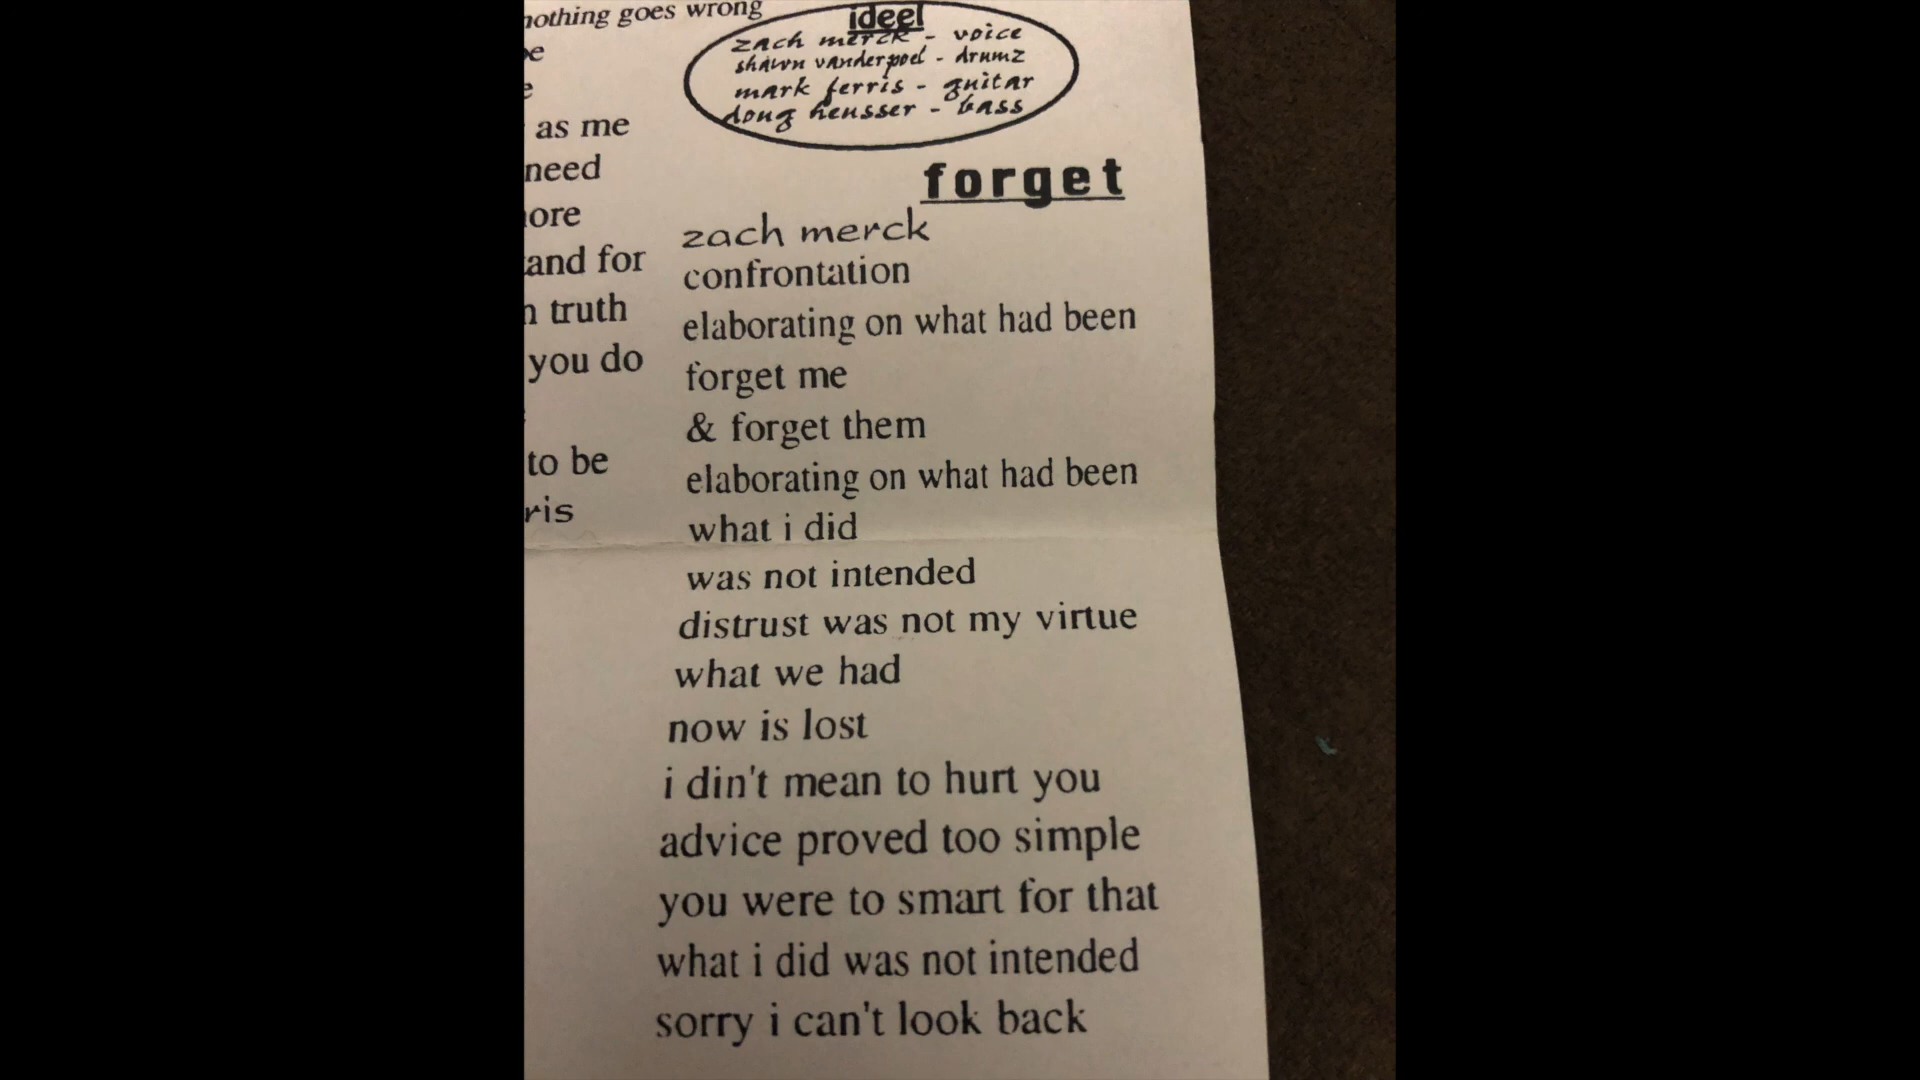 nothing goes wrong
as me
need
and for
truth
you do
to be
ideel
zach merck - voice
shawn vanderpoel - drumz
mark ferris - guitar
doug heusser - bass
forget
zach merck
confrontation
elaborating on what had been
forget me
& forget them
elaborating on what had been
what i did
was not intended
distrust was not my virtue
what we had
now is lost
i din't mean to hurt you
advice proved too simple
you were to smart for that
what i did was not intended
sorry i can't look back